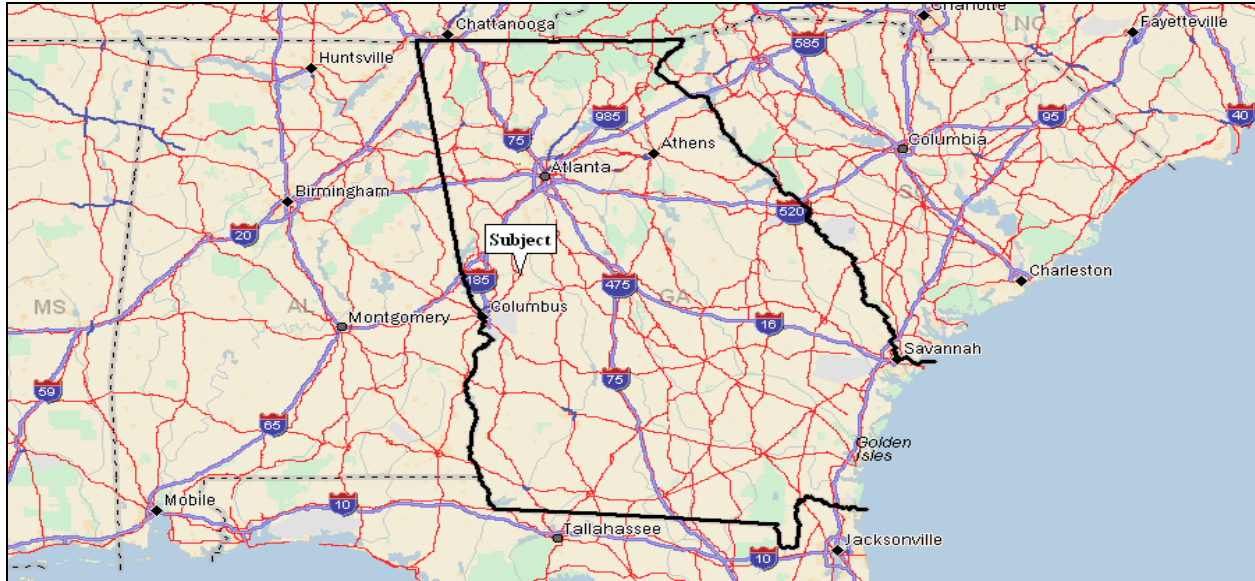 Chattanooga
Charlotte
NC
Fayetteville
585
Huntsville
985
95
40
75
Athens
Columbia
Atlanta
Birmingham
SC
520
20
Subject
185
475
Charleston
MS
AL
Columbus
GA
Montgomery
16
Savannah
59
75
65
Golden
Isles
Mobile
10
Tallahassee
Jacksonville
10